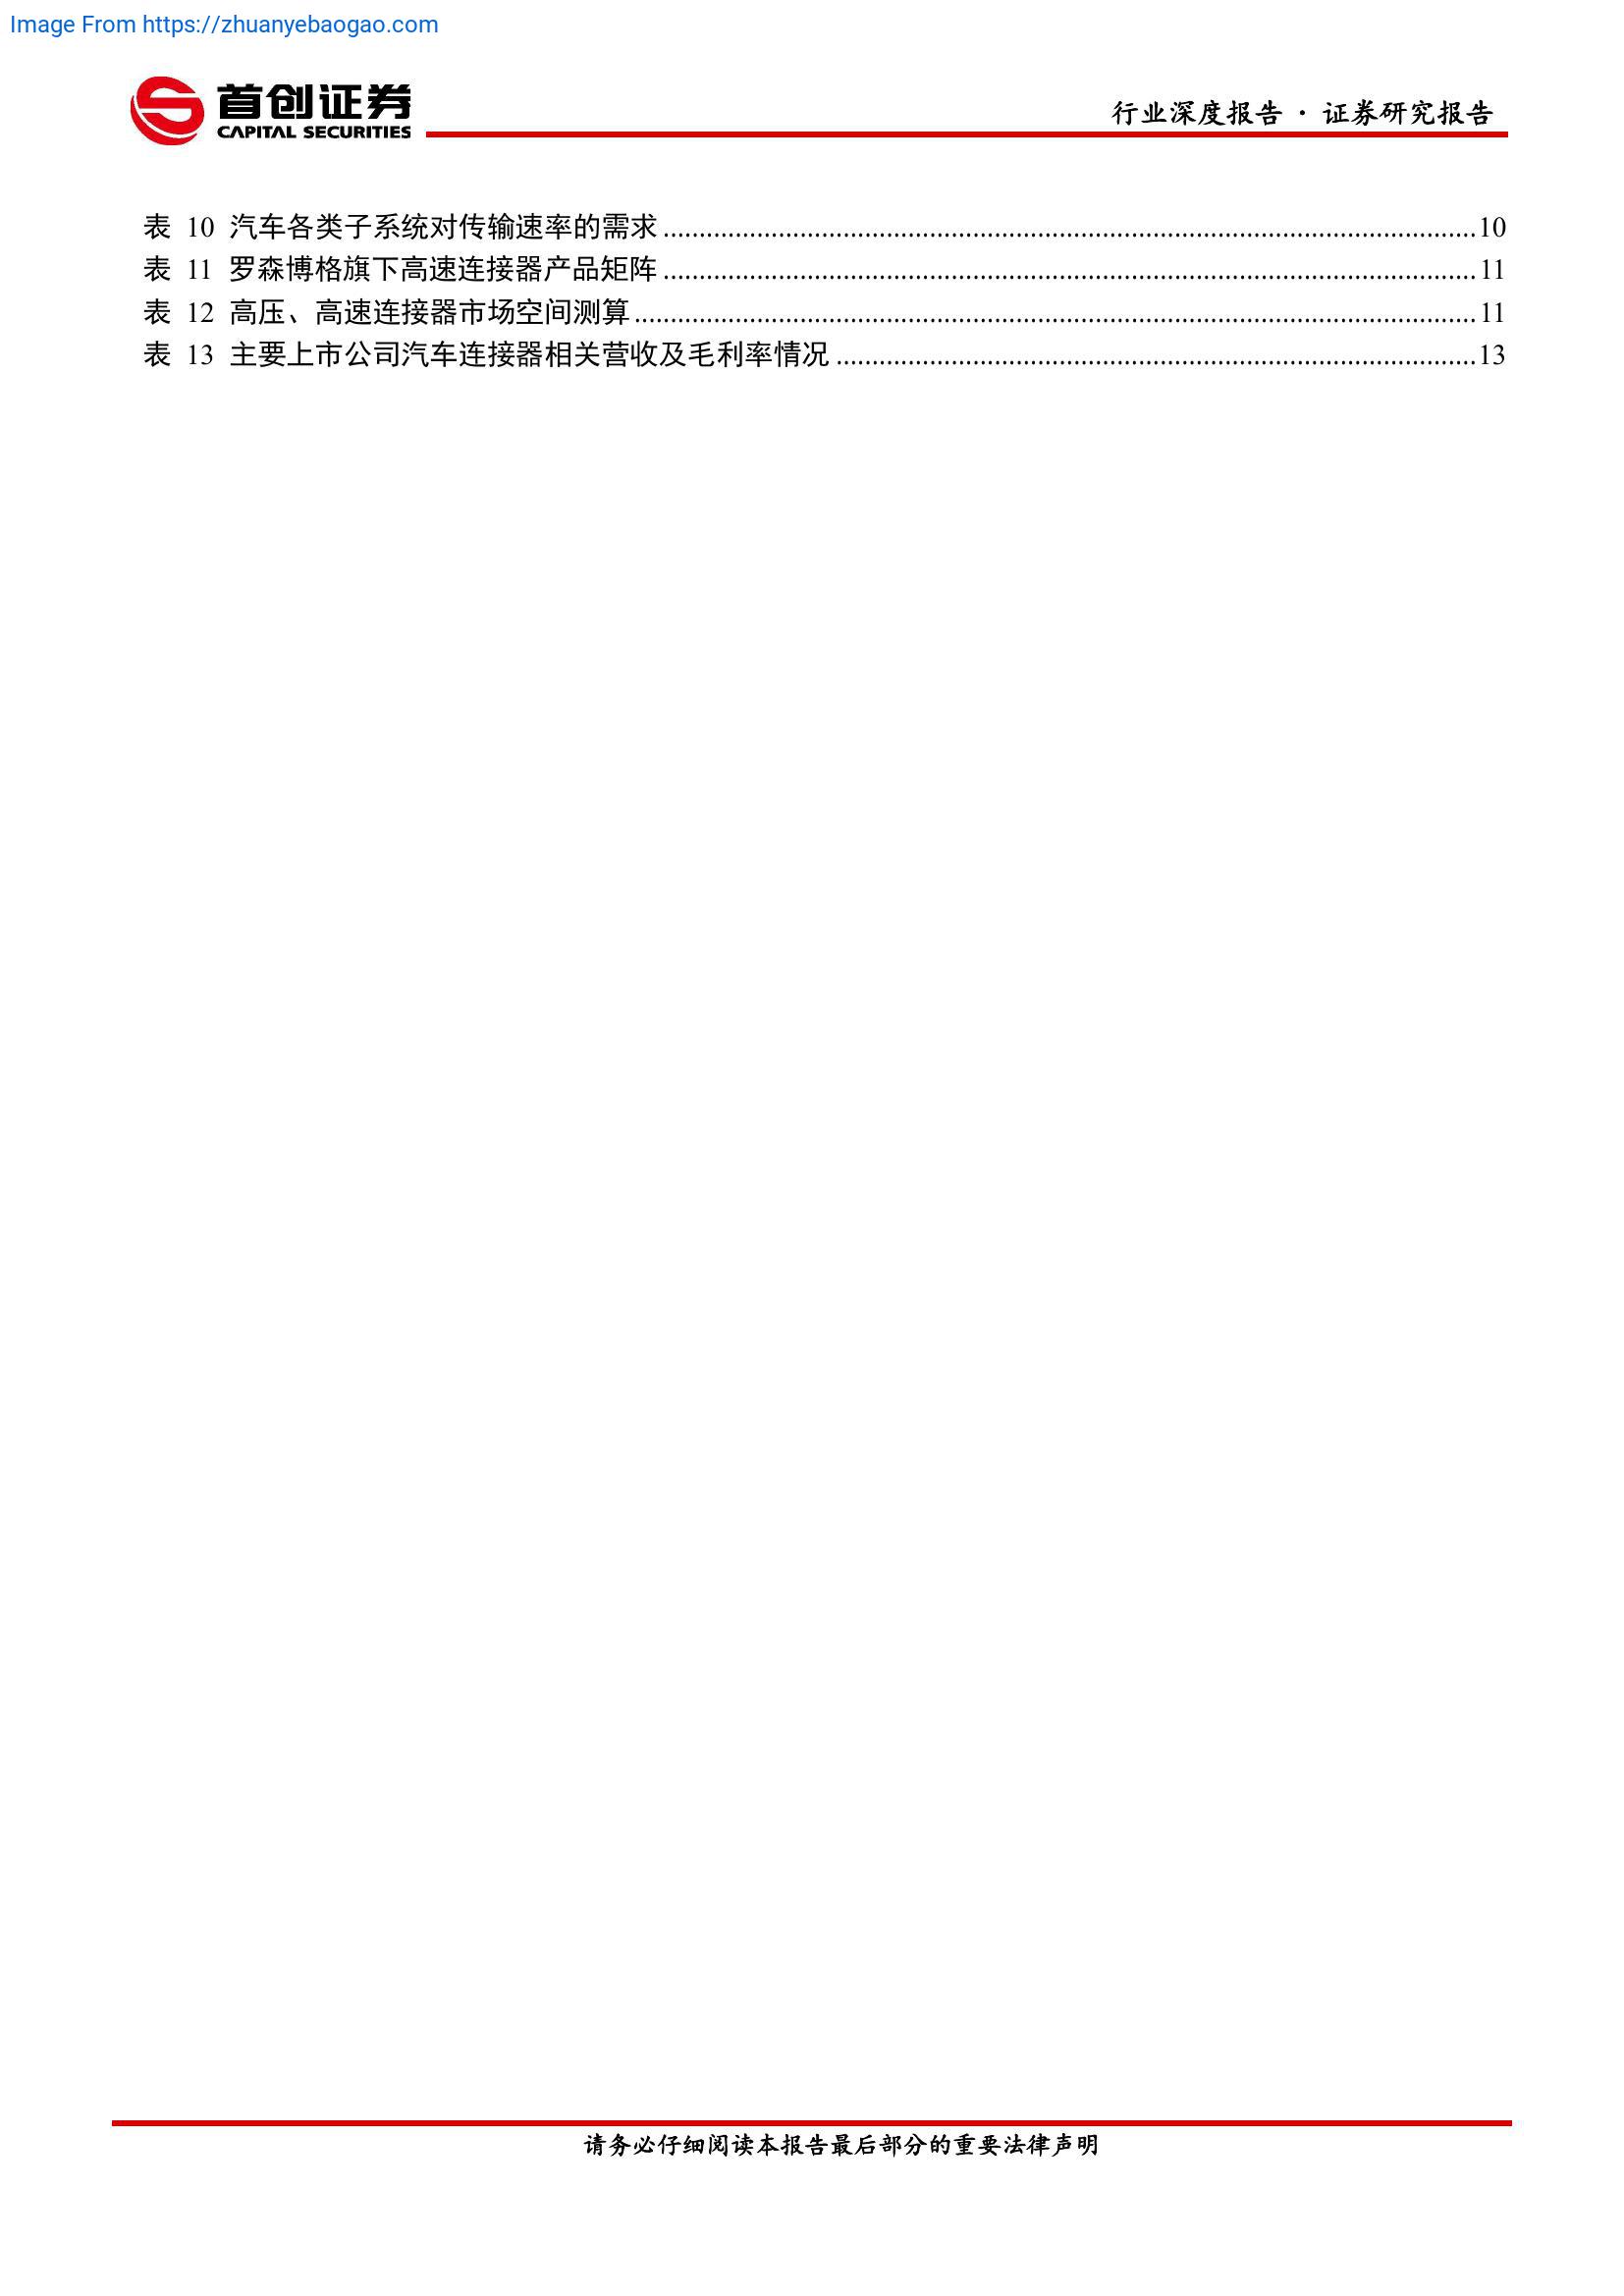 Image From https://zhuanyebaogao.com
首创证券
CAPITAL SECURITIES
行业深度报告 · 证券研究报告
表 10 汽车各类子系统对传输速率的需求....................10
表 11 罗森博格旗下高速连接器产品矩阵....................11
表 12 高压、高速连接器市场空间测算....................11
表 13 主要上市公司汽车连接器相关营收及毛利率情况....................13
请务必仔细阅读本报告最后部分的重要法律声明